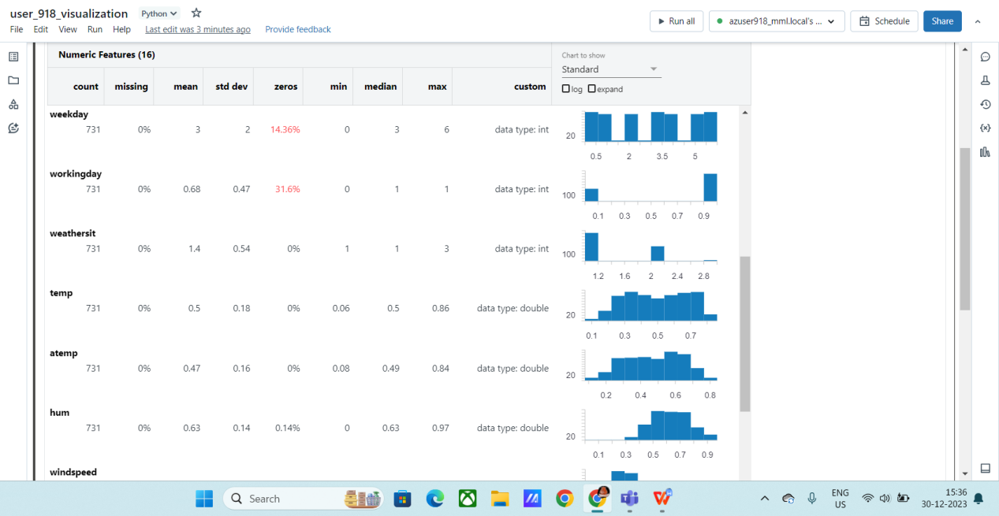 user_918_visualization Python
File Edit View Run Help Last edit was 3 minutes ago Provide feedback
Run all azuser918_mml.local's ... Schedule Share
Numeric Features (16)
Chart to show
Standard
log expand
count missing mean std dev zeros min median max custom
weekday
731 0% 3 2 14.36% 0 3 6 data type: int
20
0.5 2 3.5 5
workingday
731 0% 0.68 0.47 31.6% 0 1 1 data type: int
100
0.1 0.3 0.5 0.7 0.9
weathersit
731 0% 1.4 0.54 0% 1 1 3 data type: int
100
1.2 1.6 2 2.4 2.8
temp
731 0% 0.5 0.18 0% 0.06 0.5 0.86 data type: double
20
0.1 0.3 0.5 0.7
atemp
731 0% 0.47 0.16 0% 0.08 0.49 0.84 data type: double
20
0.2 0.4 0.6 0.8
hum
731 0% 0.63 0.14 0.14% 0 0.63 0.97 data type: double
20
0.1 0.3 0.5 0.7 0.9
windspeed
Search
ENG
US
15:36
30-12-2023